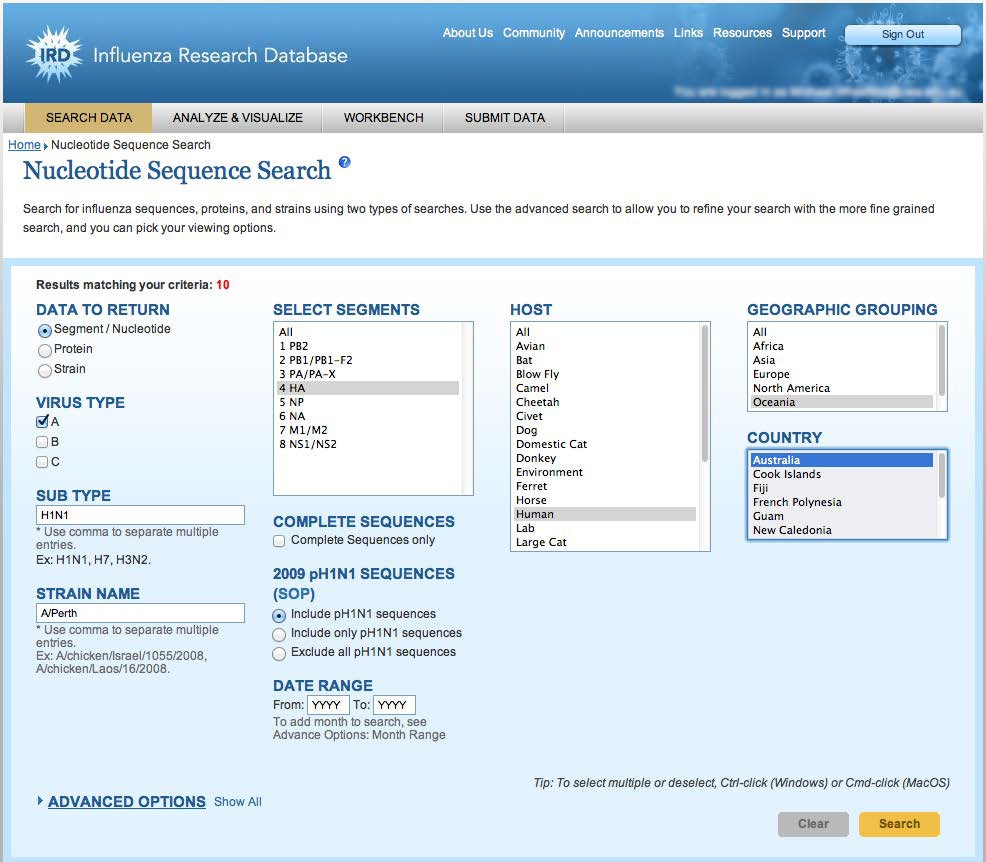 IRD Influenza Research Database
About Us Community Announcements Links Resources Support Sign Out
SEARCH DATA ANALYZE & VISUALIZE WORKBENCH SUBMIT DATA
Home Nucleotide Sequence Search
Nucleotide Sequence Search ?
Search for influenza sequences, proteins, and strains using two types of searches. Use the advanced search to allow you to refine your search with the more fine grained
search, and you can pick your viewing options.
Results matching your criteria: 10
DATA TO RETURN
Segment / Nucleotide
Protein
Strain
VIRUS TYPE
A
B
C
SUB TYPE
H1N1
* Use comma to separate multiple
entries.
Ex: H1N1, H7, H3N2.
STRAIN NAME
A/Perth
* Use comma to separate multiple
entries.
Ex: A/chicken/Israel/1055/2008,
A/chicken/Laos/16/2008.
SELECT SEGMENTS
All
1 PB2
2 PB1/PB1-F2
3 PA/PA-X
4 HA
5 NP
6 NA
7 M1/M2
8 NS1/NS2
COMPLETE SEQUENCES
Complete Sequences only
2009 pH1N1 SEQUENCES
(SOP)
Include pH1N1 sequences
Include only pH1N1 sequences
Exclude all pH1N1 sequences
DATE RANGE
From: YYYY To: YYYY
To add month to search, see
Advance Options: Month Range
HOST
All
Avian
Bat
Blow Fly
Camel
Cheetah
Civet
Dog
Domestic Cat
Donkey
Environment
Ferret
Horse
Human
Lab
Large Cat
GEOGRAPHIC GROUPING
All
Africa
Asia
Europe
North America
Oceania
COUNTRY
Australia
Cook Islands
Fiji
French Polynesia
Guam
New Caledonia
Tip: To select multiple or deselect, Ctrl-click (Windows) or Cmd-click (MacOS)
ADVANCED OPTIONS Show All
Clear Search